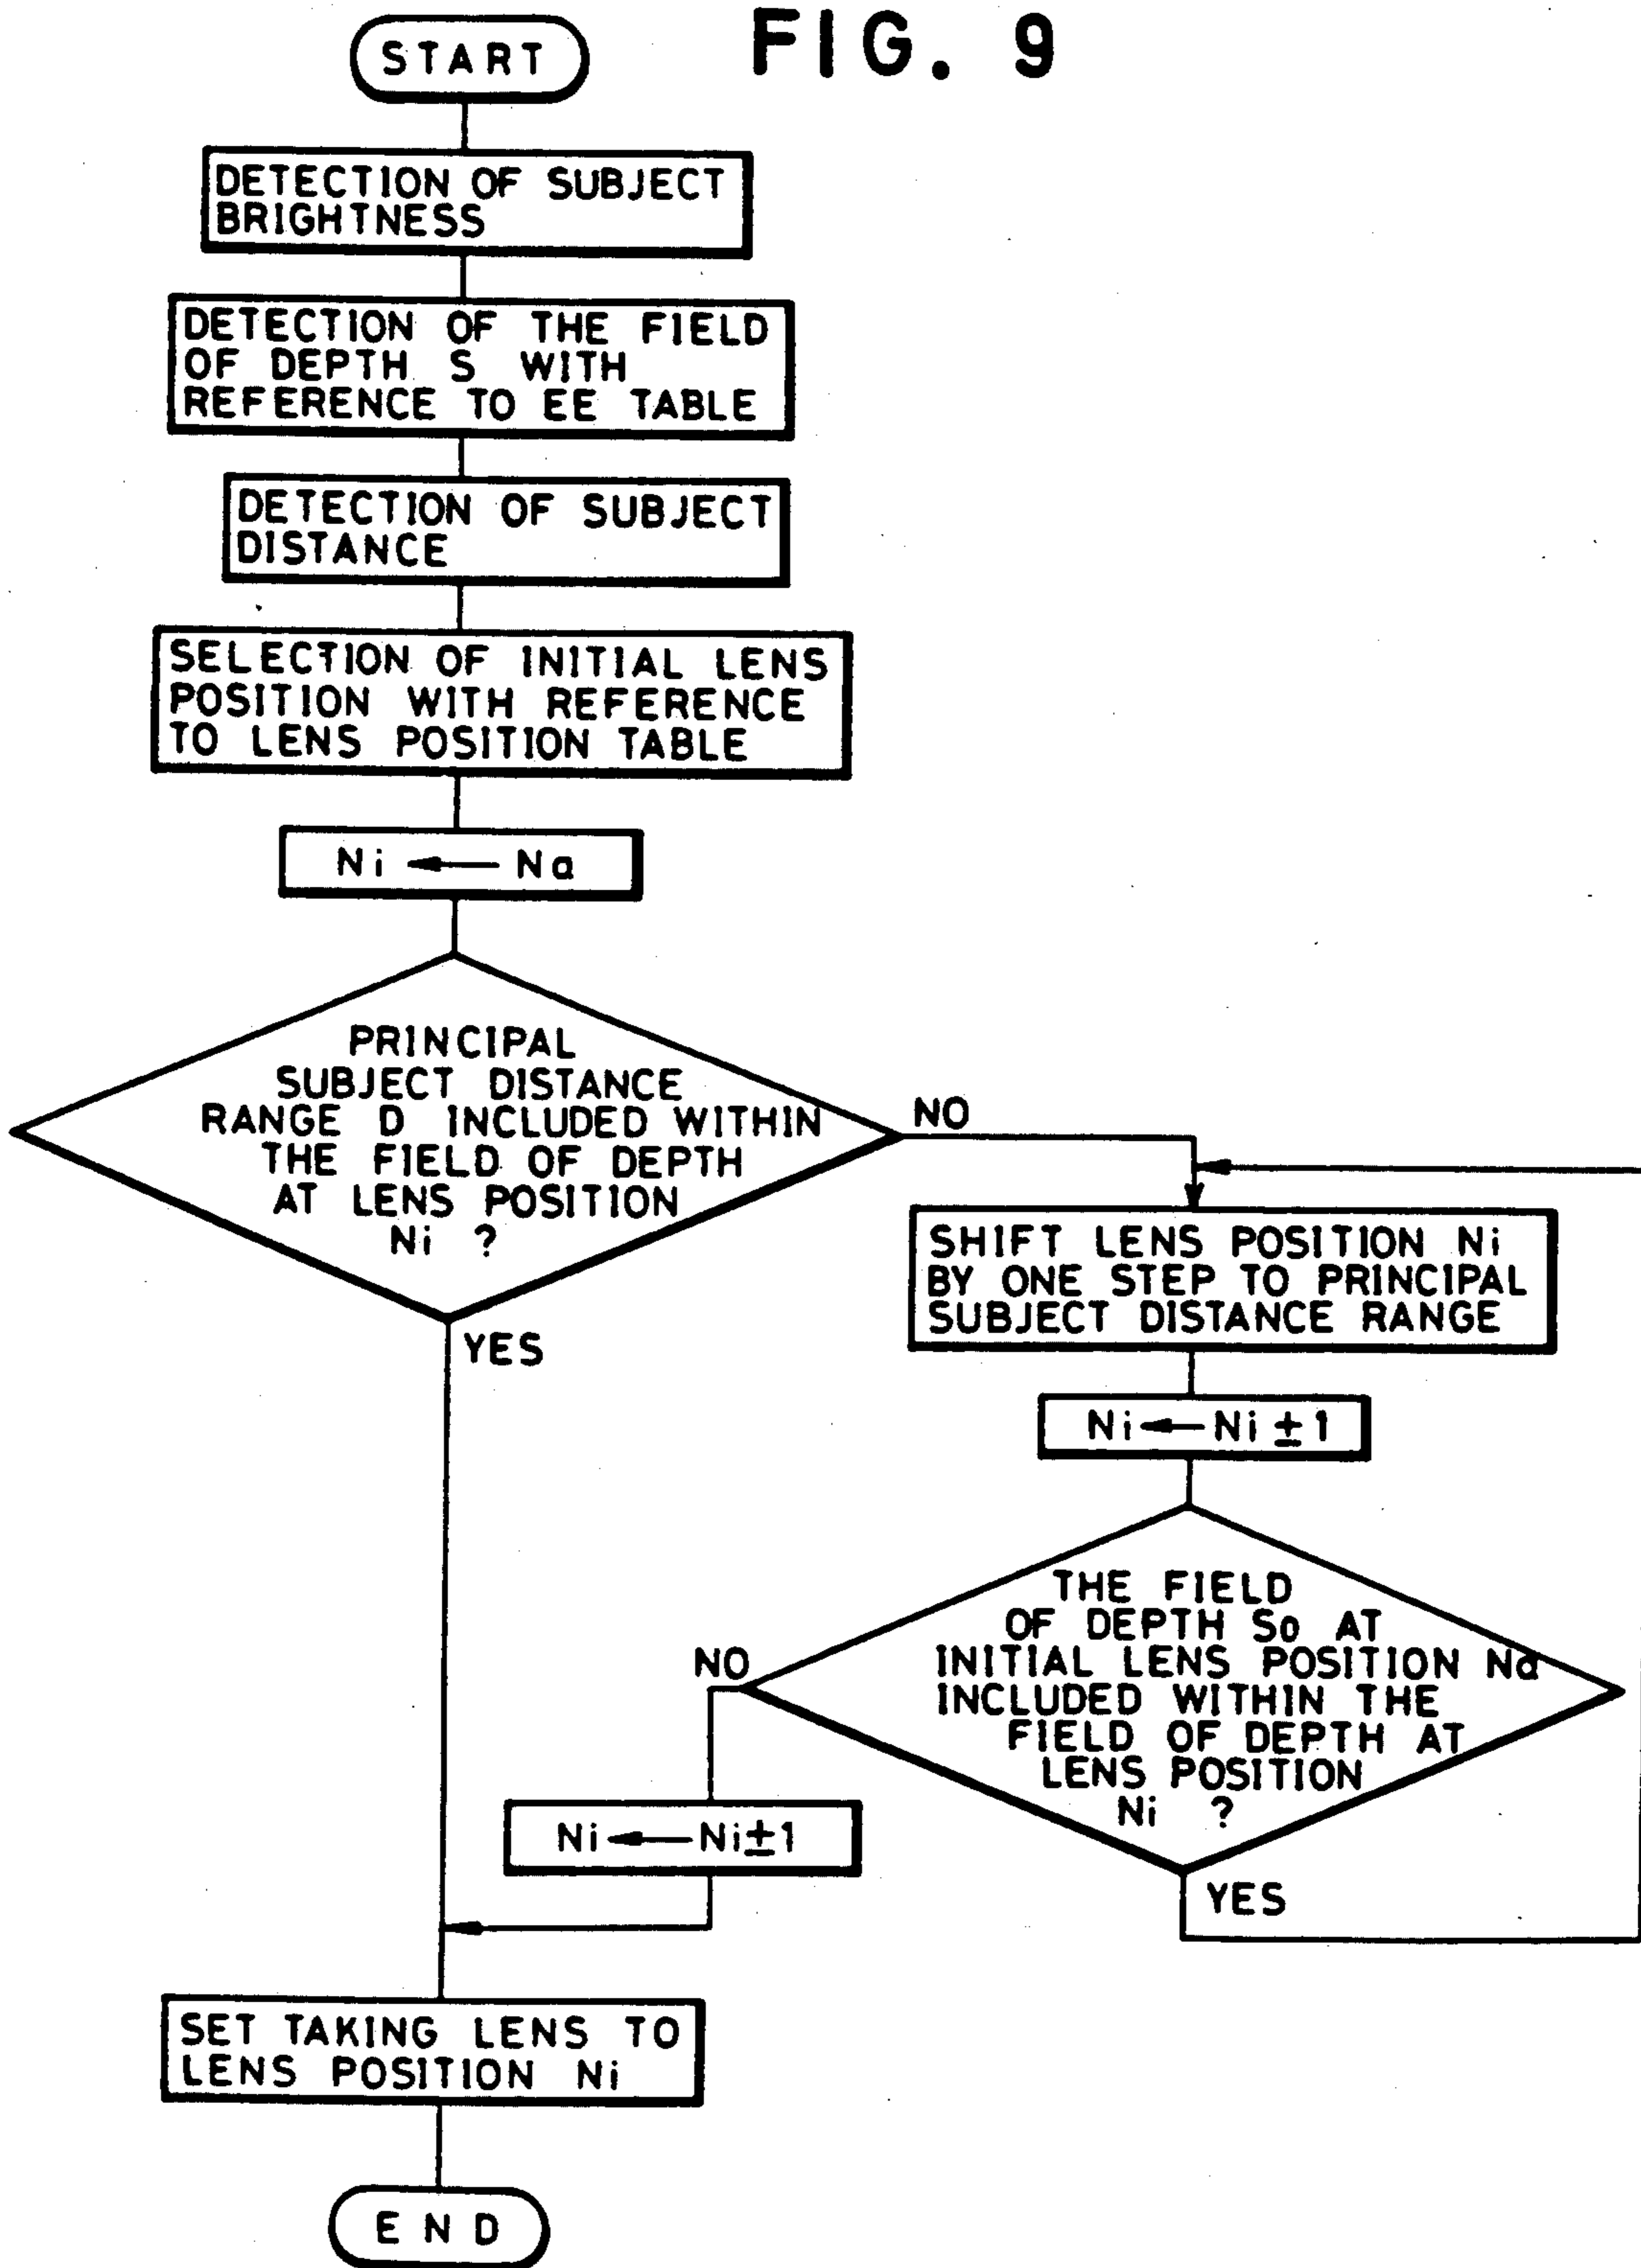 FIG. 9
START
DETECTION OF SUBJECT
BRIGHTNESS
DETECTION OF THE FIELD
OF DEPTH S WITH
REFERENCE TO EE TABLE
DETECTION OF SUBJECT
DISTANCE
SELECTION OF INITIAL LENS
POSITION WITH REFERENCE
TO LENS POSITION TABLE
Ni ← Na
PRINCIPAL
SUBJECT DISTANCE
RANGE D INCLUDED WITHIN
THE FIELD OF DEPTH
AT LENS POSITION
Ni ?
NO
YES
SHIFT LENS POSITION Ni
BY ONE STEP TO PRINCIPAL
SUBJECT DISTANCE RANGE
Ni ← Ni ± 1
THE FIELD
OF DEPTH So AT
INITIAL LENS POSITION Na
INCLUDED WITHIN THE
FIELD OF DEPTH AT
LENS POSITION
Ni ?
NO
YES
Ni ← Ni ± 1
SET TAKING LENS TO
LENS POSITION Ni
END